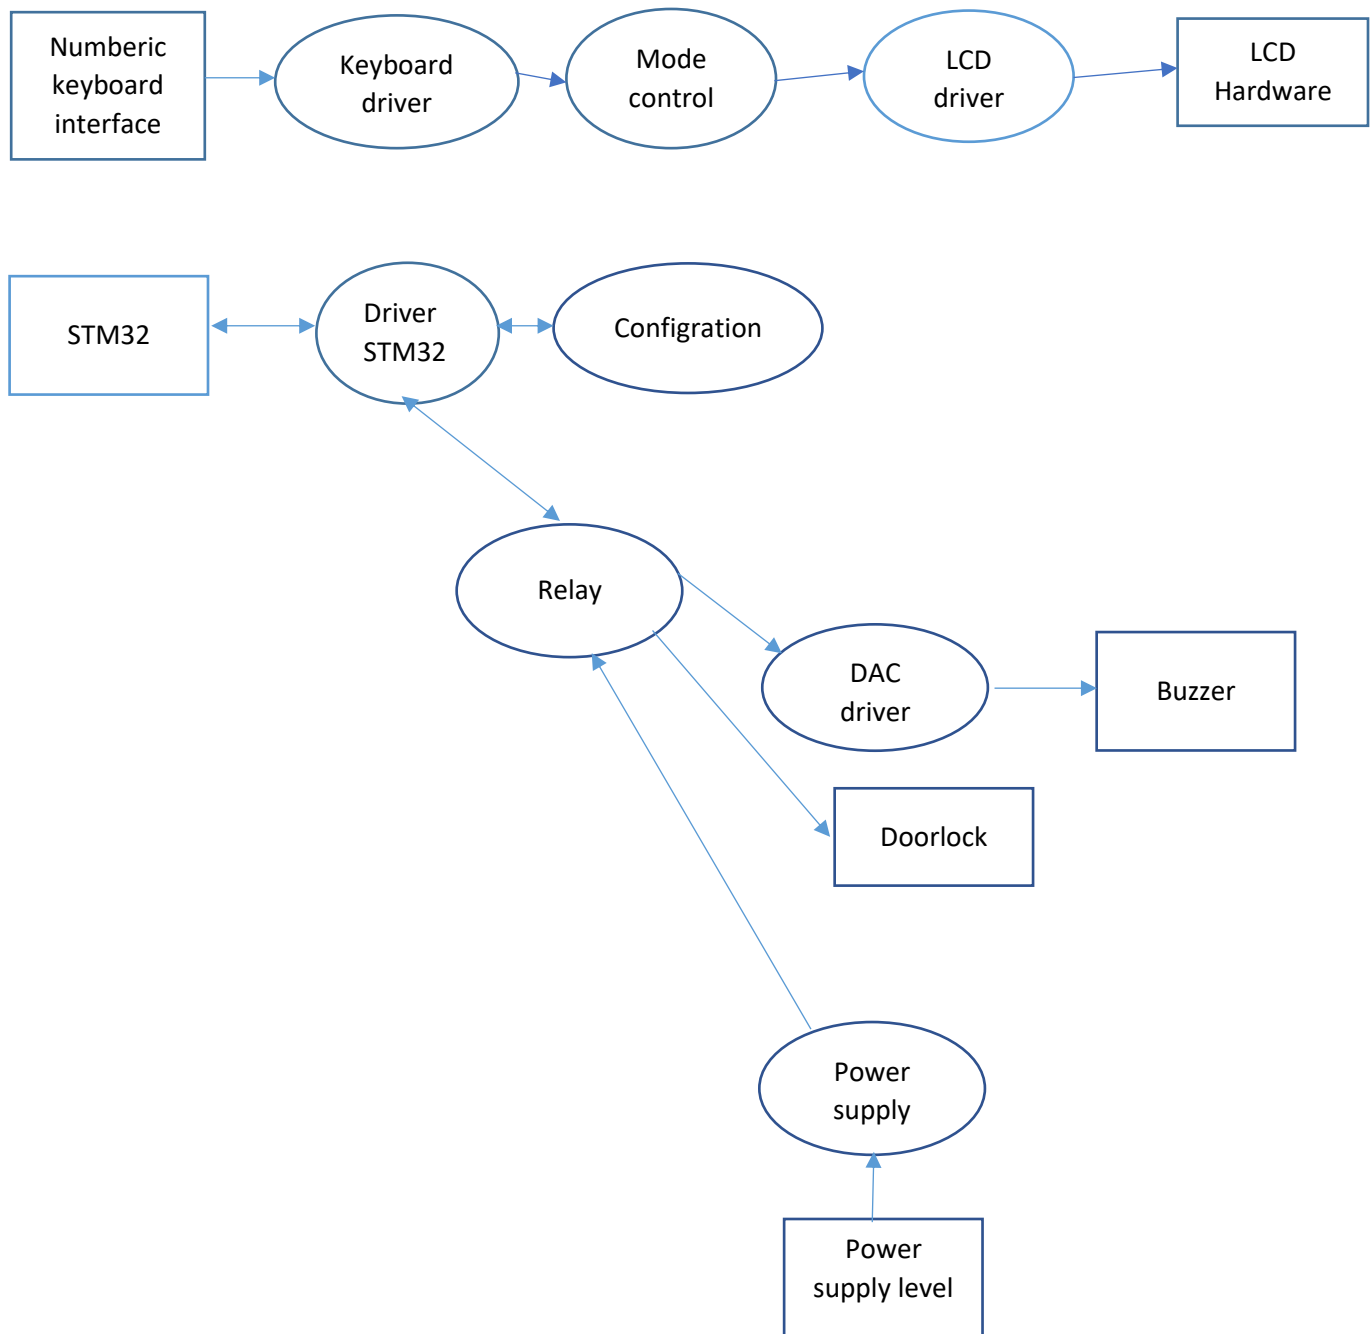 Numberic
keyboard
interface
Keyboard
driver
Mode
control
LCD
driver
LCD
Hardware
STM32
Driver
STM32
Configration
Relay
DAC
driver
Buzzer
Doorlock
Power
supply
Power
supply level